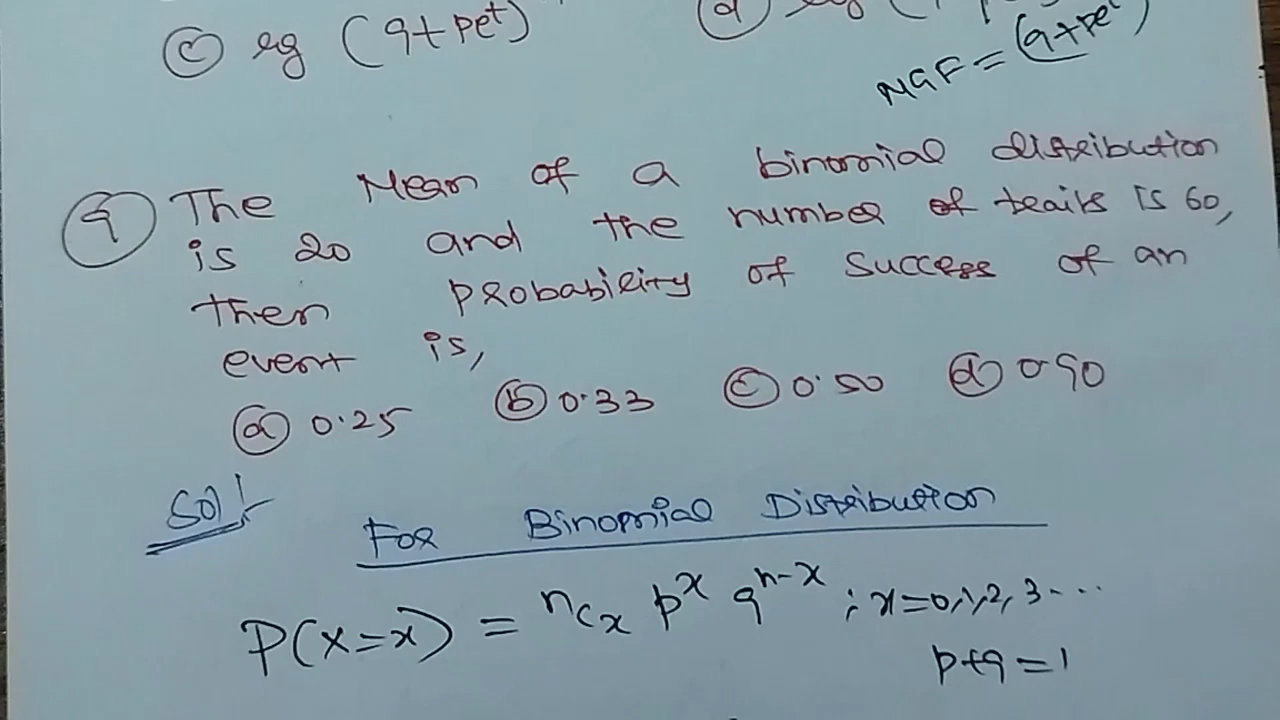 (c) log (q+pe^t)
(d) log (
MGF = (q+pe^t)
(9) The Mean of a binomial distribution
is 20 and the number of trails is 60,
then probability of success of an
event is,
(a) 0.25 (b) 0.33 (c) 0.50 (d) 0.90
Sol:-
For Binomial Distribution
P(X=x) = nCx p^x q^n-x ; x=0,1,2,3....
p+q=1